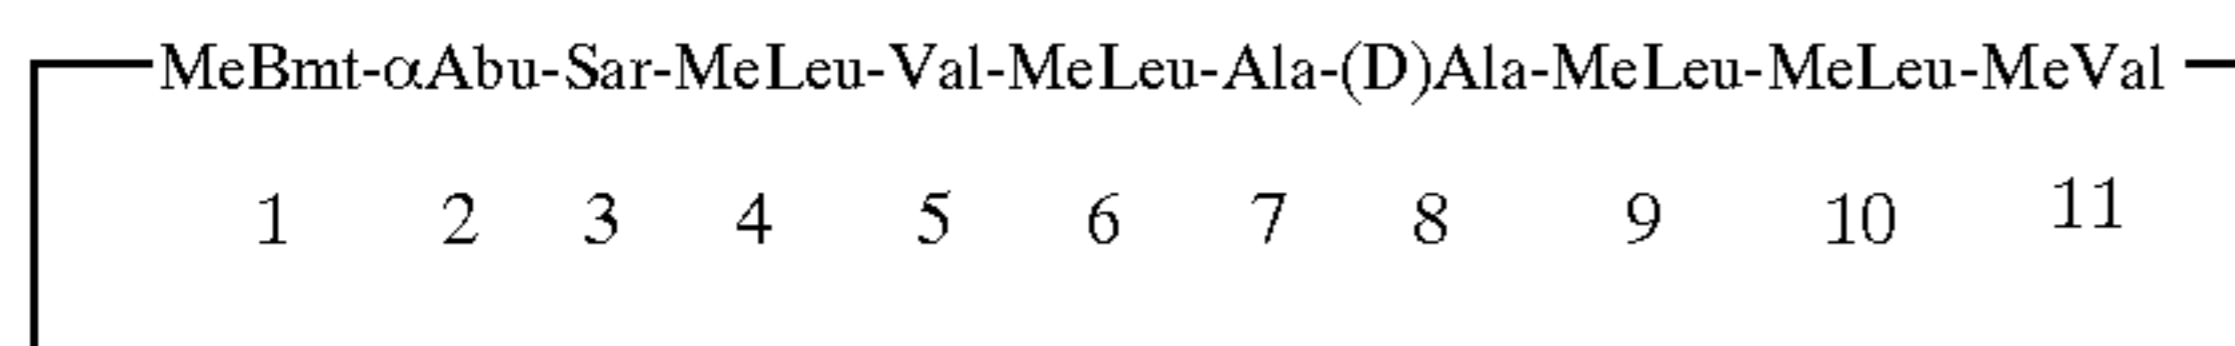 MeBmt-αAbu-Sar-MeLeu-Val-MeLeu-Ala-(D)Ala-MeLeu-MeLeu-MeVal
1 2 3 4 5 6 7 8 9 10 11